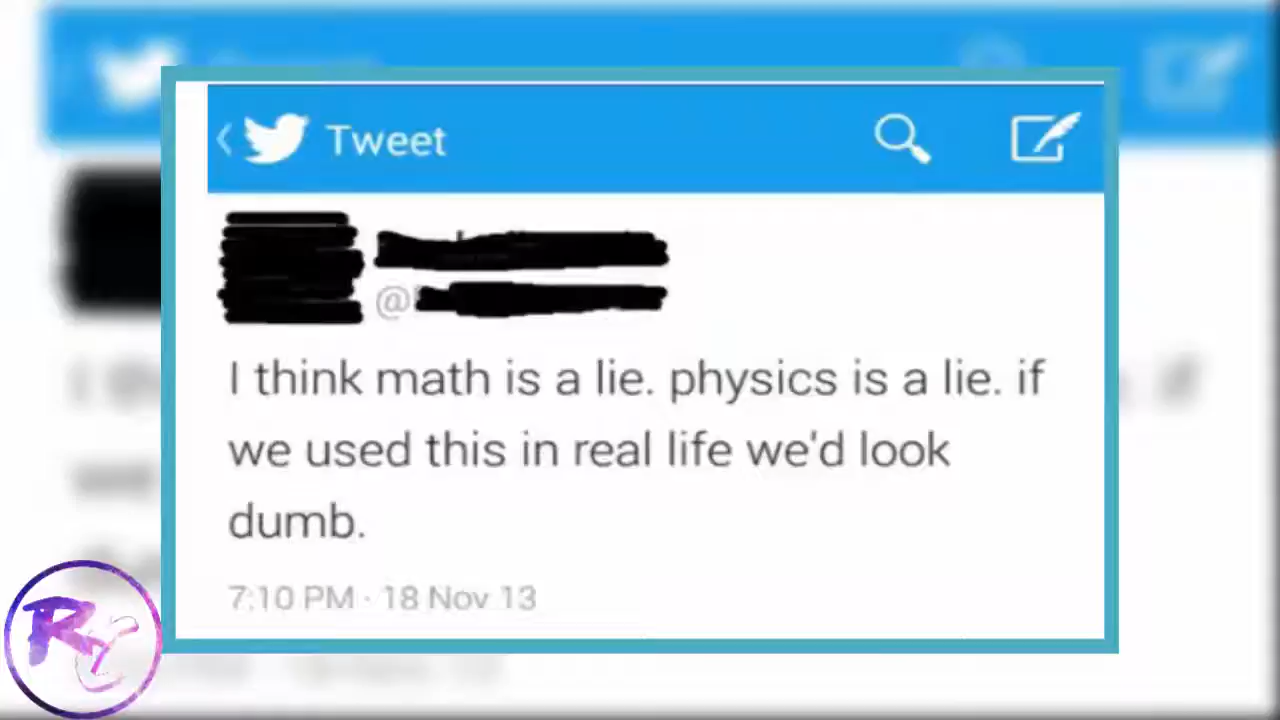 Tweet
@
I think math is a lie. physics is a lie. if
we used this in real life we'd look
dumb.
7:10 PM · 18 Nov 13